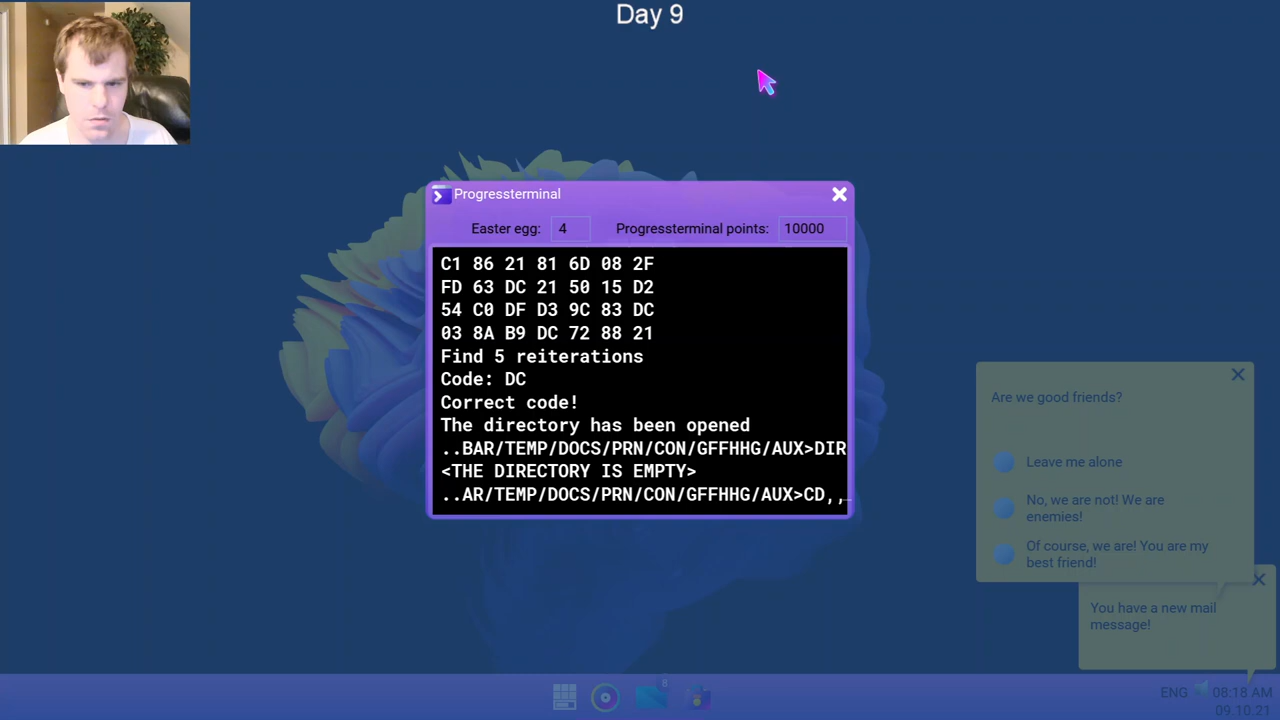 Day 9
Progressterminal
Easter egg: 4 Progressterminal points: 10000
C1 86 21 81 6D 08 2F
FD 63 DC 21 50 15 D2
54 C0 DF D3 9C 83 DC
03 8A B9 DC 72 88 21
Find 5 reiterations
Code: DC
Correct code!
The directory has been opened
..BAR/TEMP/DOCS/PRN/CON/GFFHHG/AUX>DIR
<THE DIRECTORY IS EMPTY>
..AR/TEMP/DOCS/PRN/CON/GFFHHG/AUX>CD,,_
Are we good friends?
Leave me alone
No, we are not! We are
enemies!
Of course, we are! You are my
best friend!
You have a new mail
message!
8
ENG 08:18 AM
09.10.21